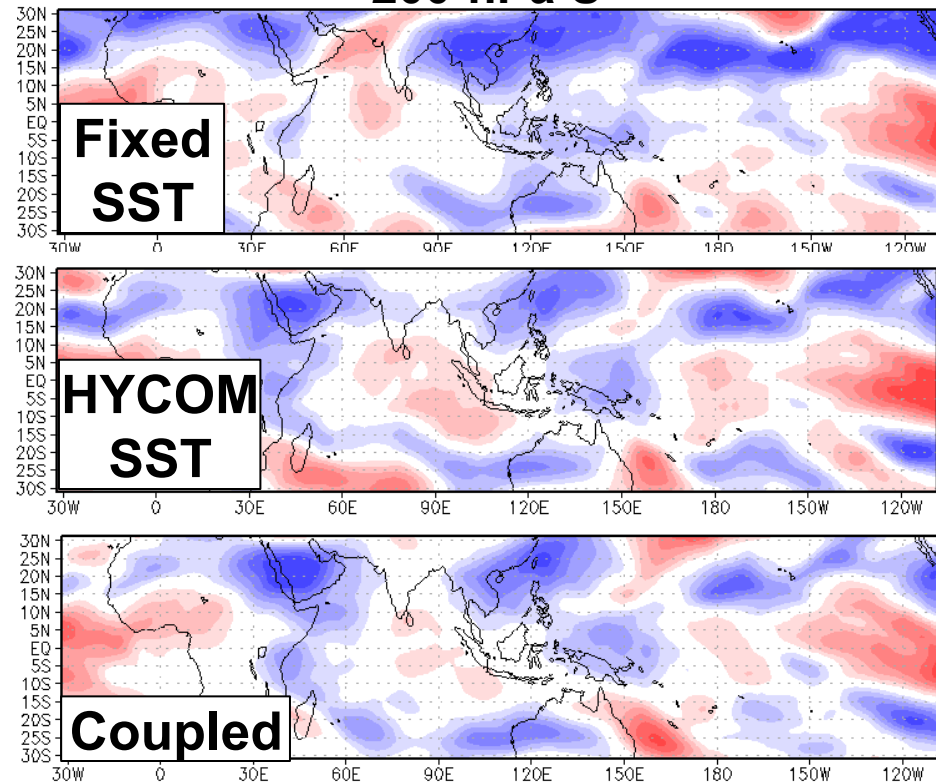 30N
25N
20N
15N
10N
5N
EQ
5S
10S
15S
20S
25S
30S
Fixed
SST
0
30E
60E
90E
120E
150E
180
150W
120W
30N
25N
20N
15N
10N
5N
EQ
5S
10S
15S
20S
25S
30S
HYCOM
SST
30W 0 30E 60E 90E 120E 150E 180 150W 120W
30N
25N
20N
15N
10N
5N
EQ
5S
10S
15S
20S
25S
30S
Coupled
30W 0 30E 60E 90E 120E 150E 180 150W 120W